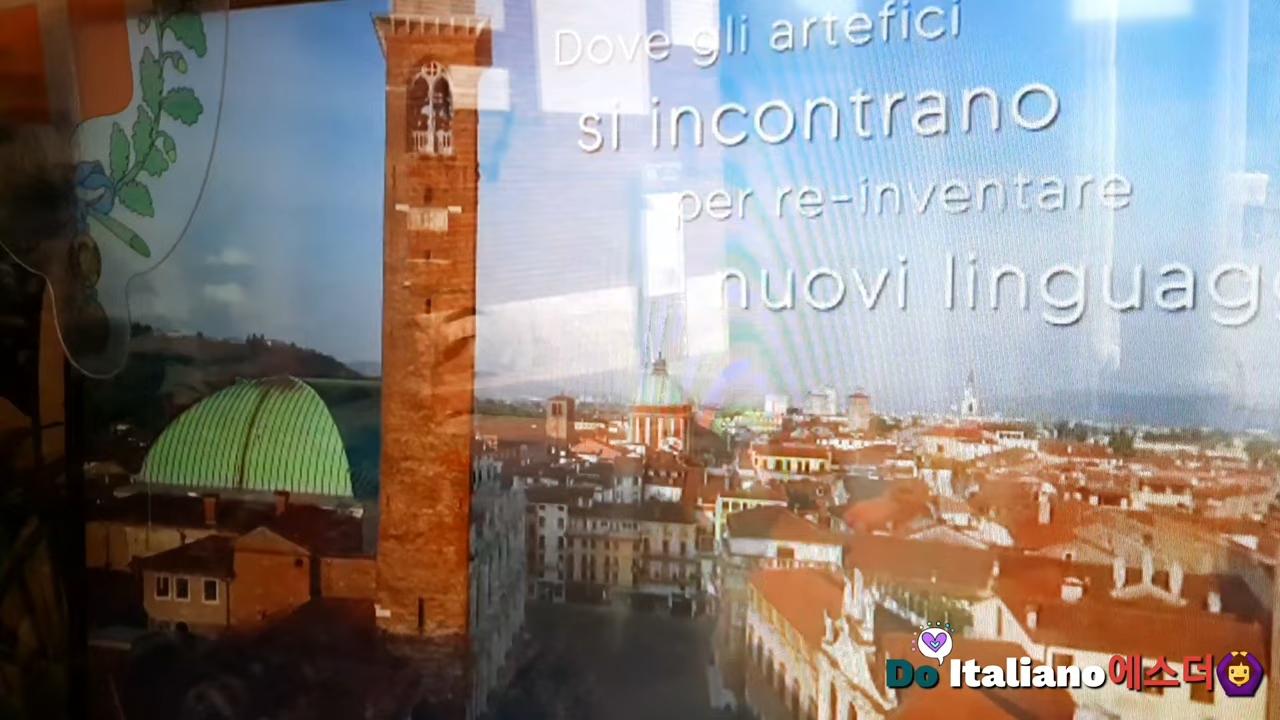 Dove gli artefici
si incontrano
per re-inventare
nuovi linguag
Do Italiano에스더